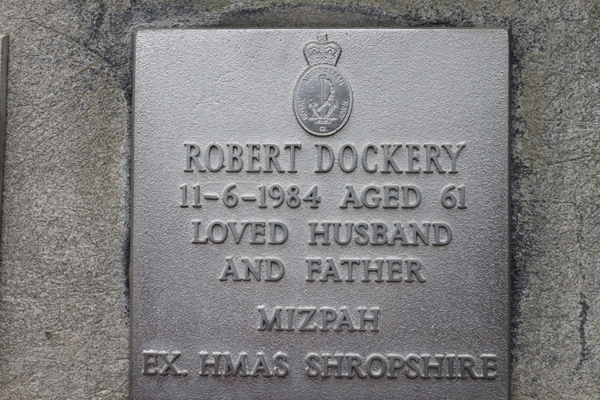 ROBERT DOCKERY
11-6-1984 AGED 61
LOVED HUSBAND
AND FATHER
MIZPAH
EX. HMAS SHROPSHIRE